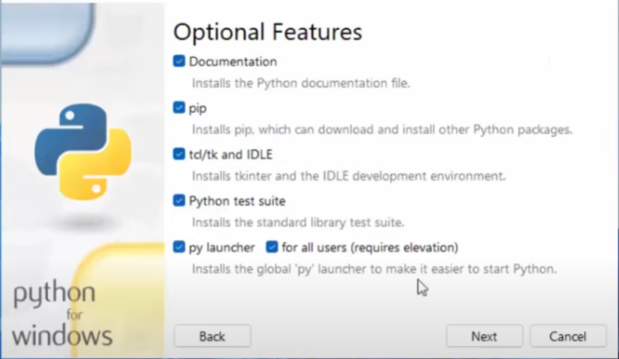 Optional Features
Documentation
Installs the Python documentation file.
pip
Installs pip, which can download and install other Python packages.
tcl/tk and IDLE
Installs tkinter and the IDLE development environment.
Python test suite
Installs the standard library test suite.
py launcher for all users (requires elevation)
Installs the global 'py' launcher to make it easier to start Python.
python
for
windows
Back Next Cancel